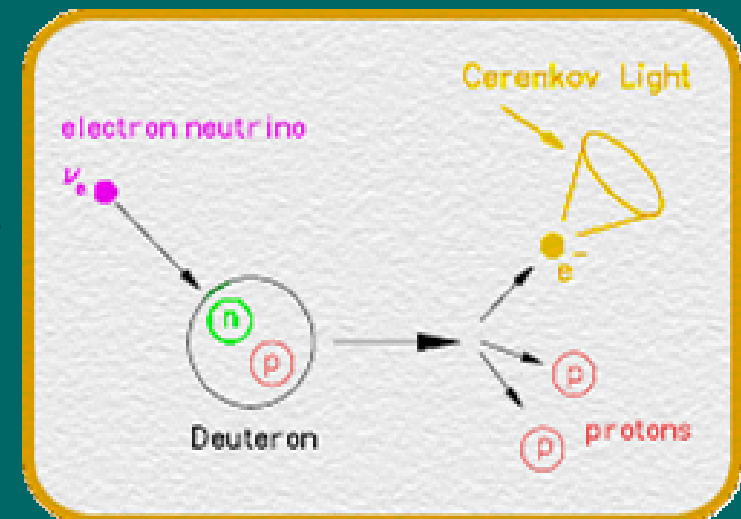 Cerenkov Light
electron neutrino
νe
e-
n
p
p
Deuteron
protons
p